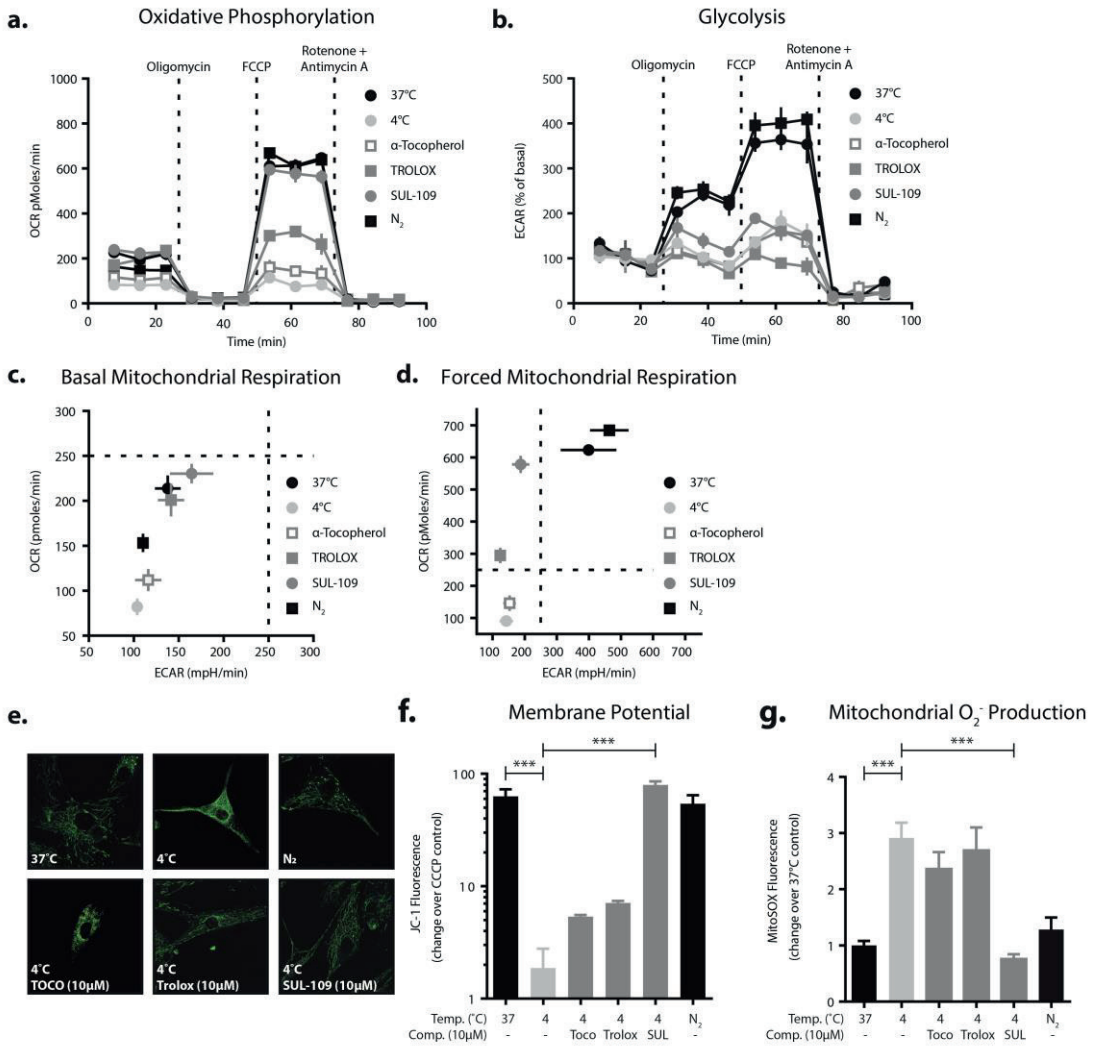 a. Oxidative Phosphorylation
Oligomycin FCCP Rotenone +
Antimycin A
1000
800
600
400
200
0
OCR pMoles/min
0 20 40 60 80 100
Time (min)
37°C
4°C
α-Tocopherol
TROLOX
SUL-109
N₂
b. Glycolysis
Oligomycin FCCP Rotenone +
Antimycin A
500
400
300
200
100
0
ECAR (% of basal)
0 20 40 60 80 100
Time (min)
37°C
4°C
α-Tocopherol
TROLOX
SUL-109
N₂
c. Basal Mitochondrial Respiration
300
250
200
150
100
50
OCR (pmoles/min)
50 100 150 200 250 300
ECAR (mpH/min)
37°C
4°C
α-Tocopherol
TROLOX
SUL-109
N₂
d. Forced Mitochondrial Respiration
700
600
500
400
300
200
100
OCR (pMoles/min)
100 200 300 400 500 600 700
ECAR (mpH/min)
37°C
4°C
α-Tocopherol
TROLOX
SUL-109
N₂
e.
37°C
4°C
N₂
4°C
TOCO (10µM)
4°C
Trolox (10µM)
4°C
SUL-109 (10µM)
f. Membrane Potential
***
***
100
10
1
JC-1 Fluorescence
(change over CCCP control)
Temp. (°C) 37 4 4 4 4 N₂
Comp. (10µM) - - Toco Trolox SUL -
g. Mitochondrial O₂⁻ Production
***
***
4
3
2
1
0
MitoSOX Fluorescence
(change over 37°C control)
Temp. (°C) 37 4 4 4 4 N₂
Comp. (10µM) - - Toco Trolox SUL -